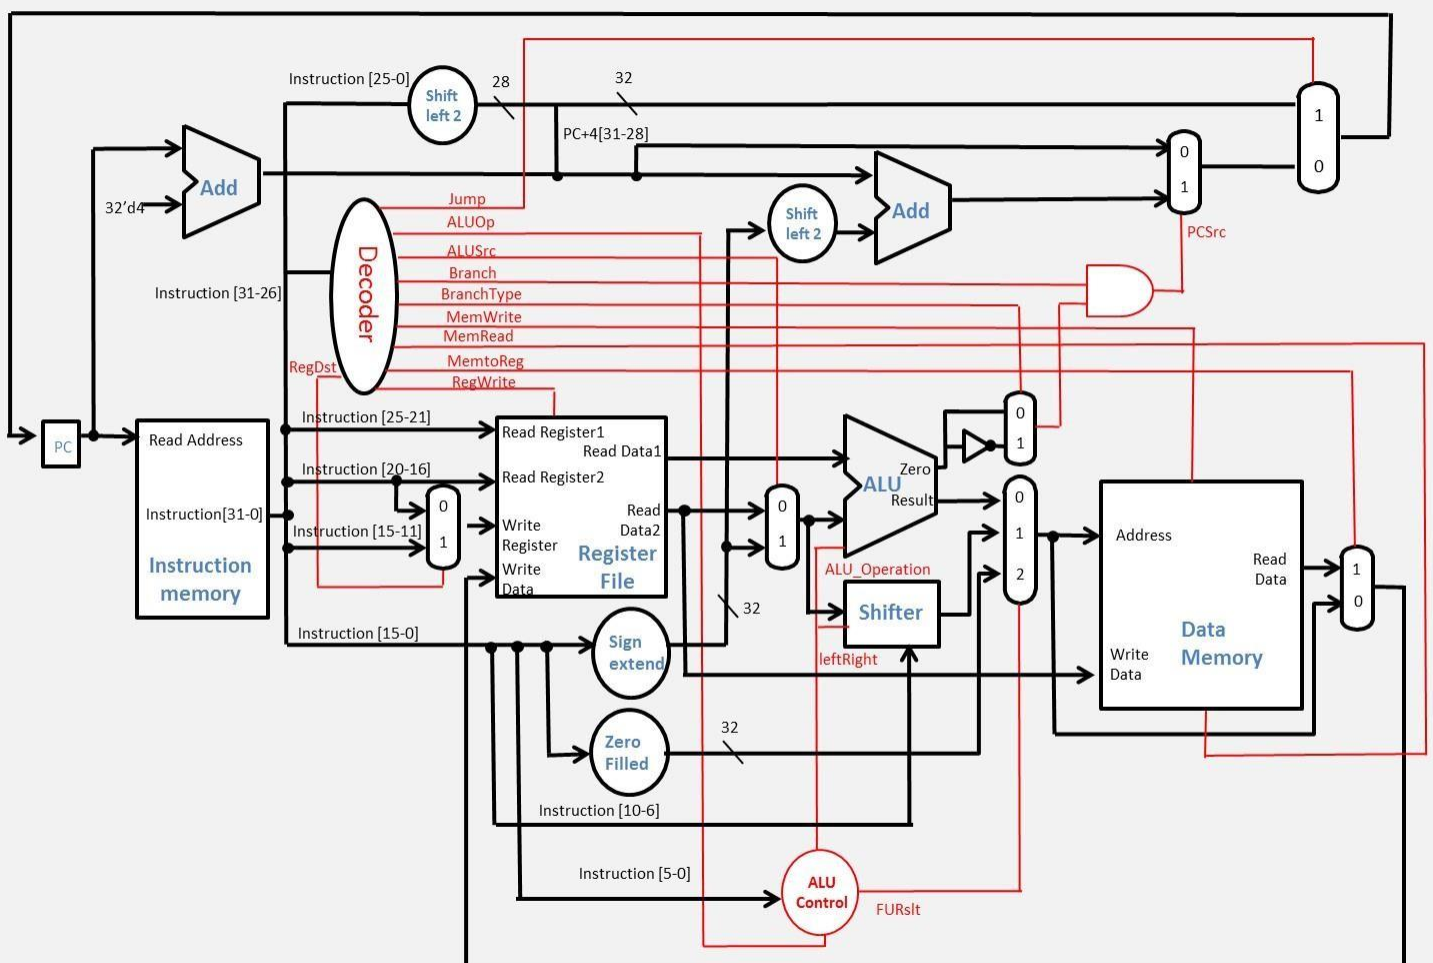 Instruction [25-0]
Shift
left 2
28
32
1
0
PC+4[31-28]
0
1
Add
32'd4
Shift
left 2
Add
PCSrc
Jump
ALUOp
ALUSrc
Branch
BranchType
MemWrite
MemRead
MemtoReg
RegWrite
Decoder
Instruction [31-26]
RegDst
PC
Read Address
Instruction[31-0]
Instruction
memory
Instruction [25-21]
Instruction [20-16]
Instruction [15-11]
0
1
Read Register1
Read Data1
Read Register2
Read
Data2
Write
Register
Register
File
Write
Data
0
1
ALU
Zero
Result
0
1
0
1
2
ALU_Operation
Shifter
leftRight
Address
Read
Data
Data
Memory
Write
Data
1
0
Instruction [15-0]
Sign
extend
32
Zero
Filled
32
Instruction [10-6]
Instruction [5-0]
ALU
Control
FURslt